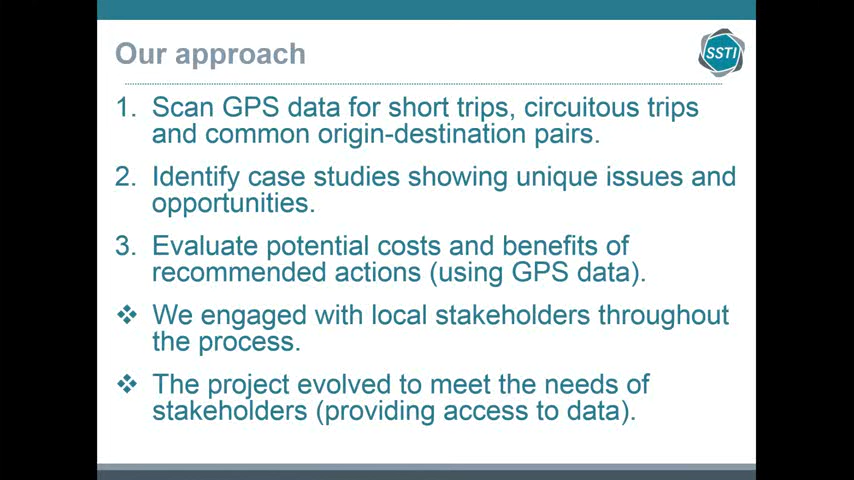 Our approach
SSTI
1. Scan GPS data for short trips, circuitous trips
and common origin-destination pairs.
2. Identify case studies showing unique issues and
opportunities.
3. Evaluate potential costs and benefits of
recommended actions (using GPS data).
❖ We engaged with local stakeholders throughout
the process.
❖ The project evolved to meet the needs of
stakeholders (providing access to data).